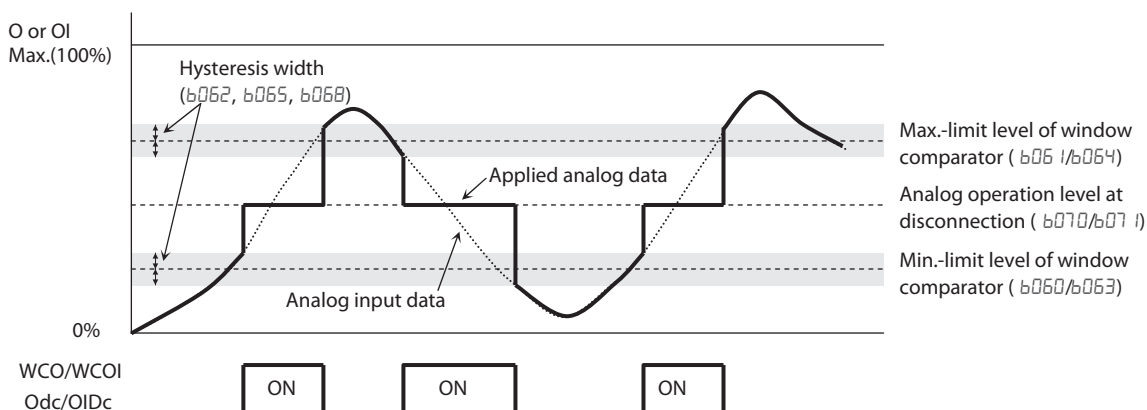 O or OI
Max.(100%)
Hysteresis width
(b062, b065, b068)
Max.-limit level of window
comparator ( b061/b064)
Applied analog data
Analog operation level at
disconnection ( b070/b071)
Min.-limit level of window
comparator ( b060/b063)
Analog input data
0%
WCO/WCOI
Odc/OIDc
ON
ON
ON